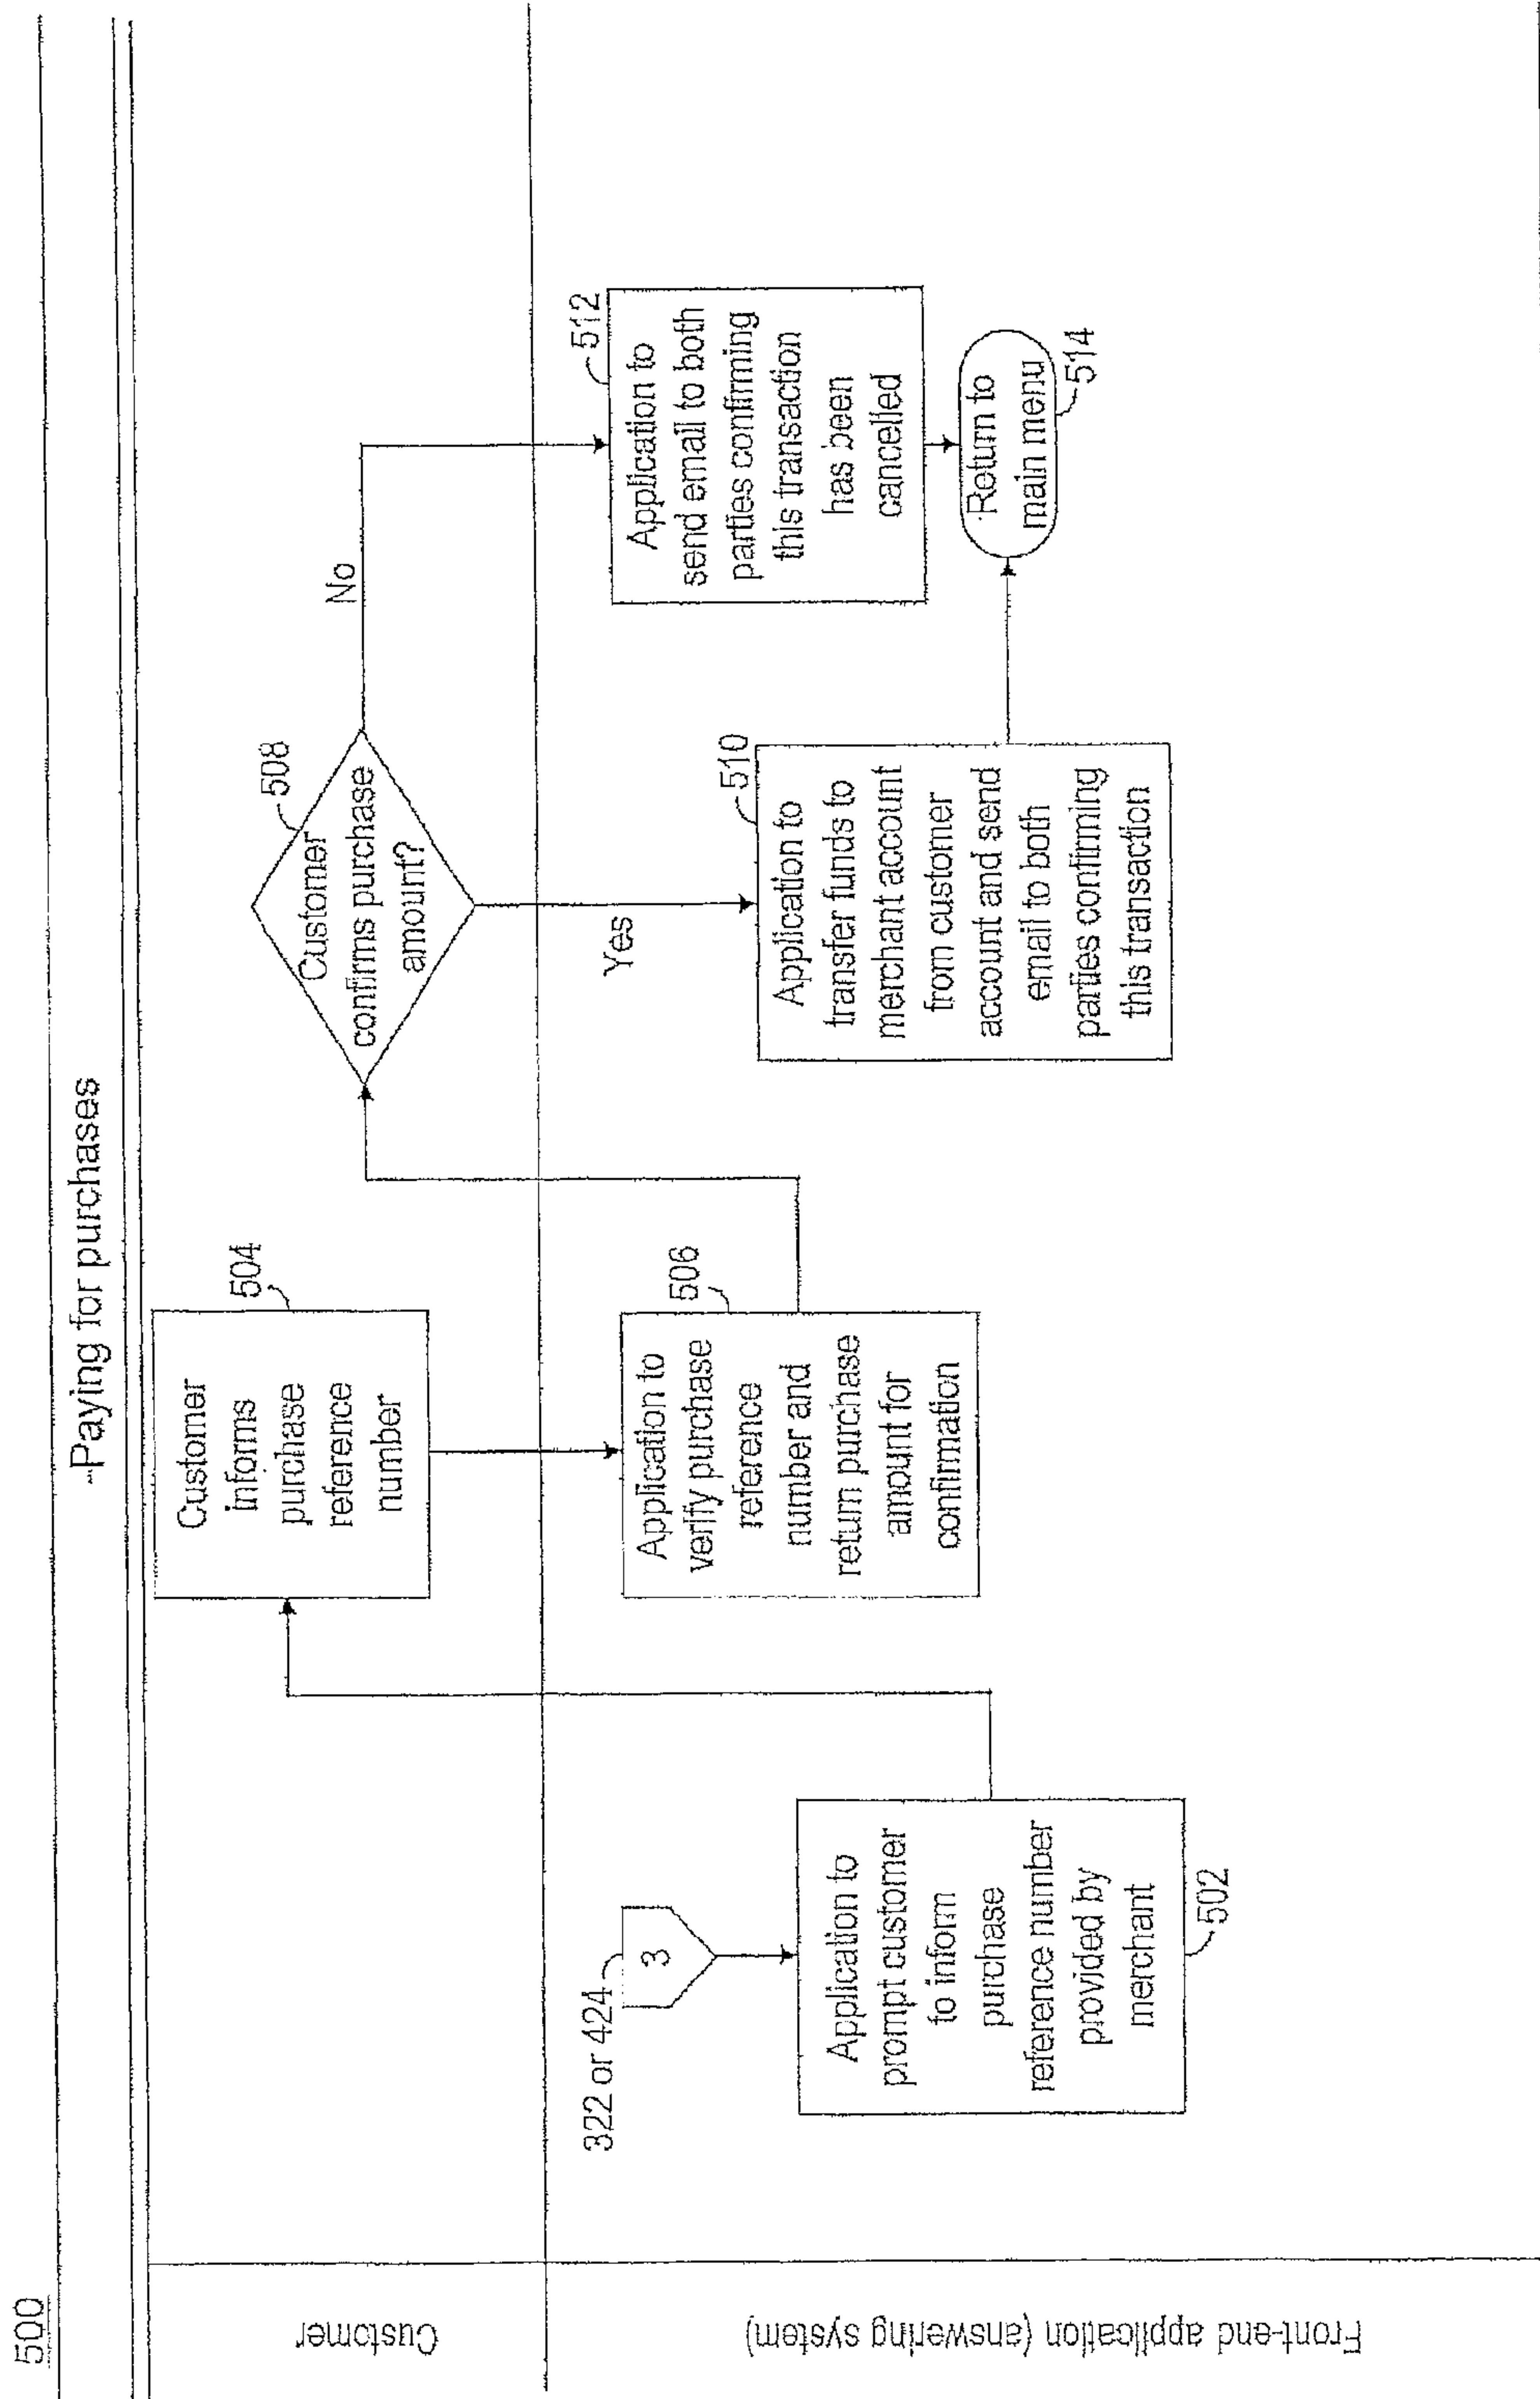 500
Paying for purchases
Customer
Customer
informs
purchase
reference
number
504
508
Customer
confirms purchase
amount?
No
Yes
Front-end application (answering system)
322 or 424
3
Application to
prompt customer
to inform
purchase
reference number
provided by
merchant
502
506
Application to
verify purchase
reference
number and
return purchase
amount for
confirmation
510
Application to
transfer funds to
merchant account
from customer
account and send
email to both
parties confirming
this transaction
512
Application to
send email to both
parties confirming
this transaction
has been
cancelled
Return to
main menu
514